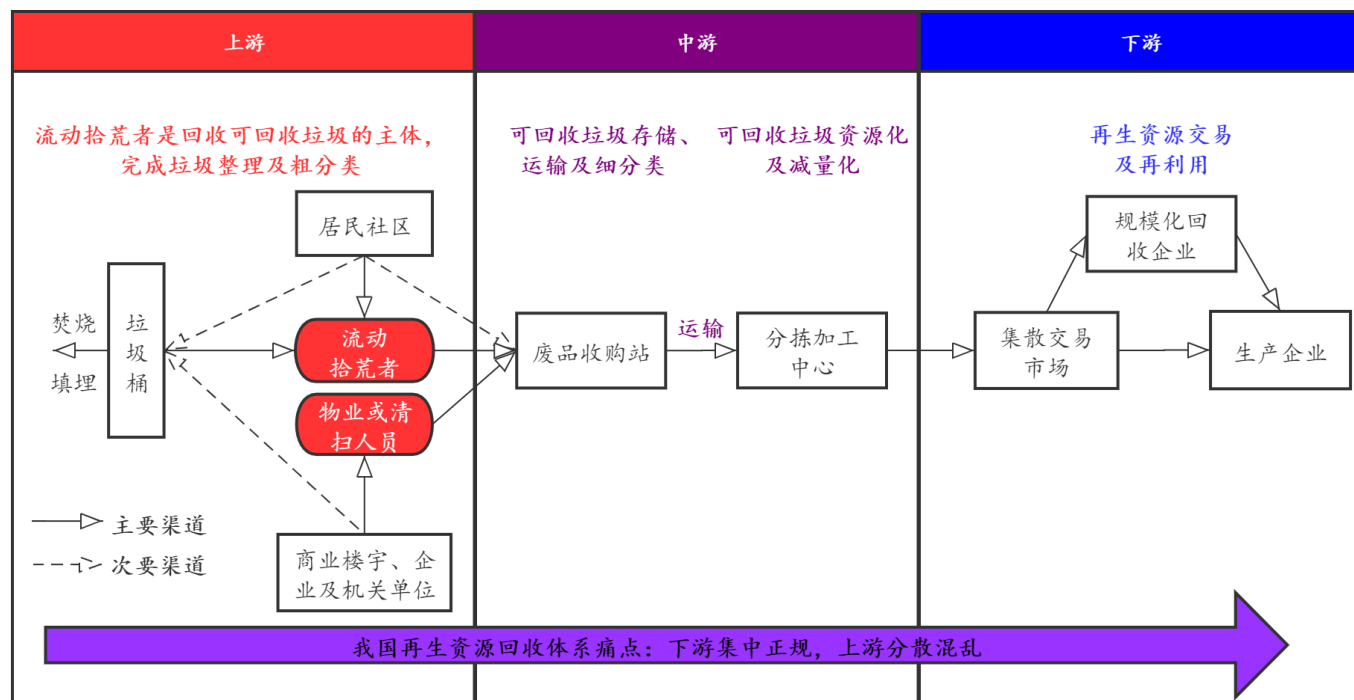 上游
中游
下游
流动拾荒者是回收可回收垃圾的主体，
完成垃圾整理及粗分类
可回收垃圾存储、
运输及细分类
可回收垃圾资源化
及减量化
再生资源交易
及再利用
居民社区
规模化回
收企业
焚烧
填埋
垃
圾
桶
流动
拾荒者
物业或清
扫人员
废品收购站
运输
分拣加工
中心
集散交易
市场
生产企业
主要渠道
次要渠道
商业楼宇、企
业及机关单位
我国再生资源回收体系痛点：下游集中正规，上游分散混乱